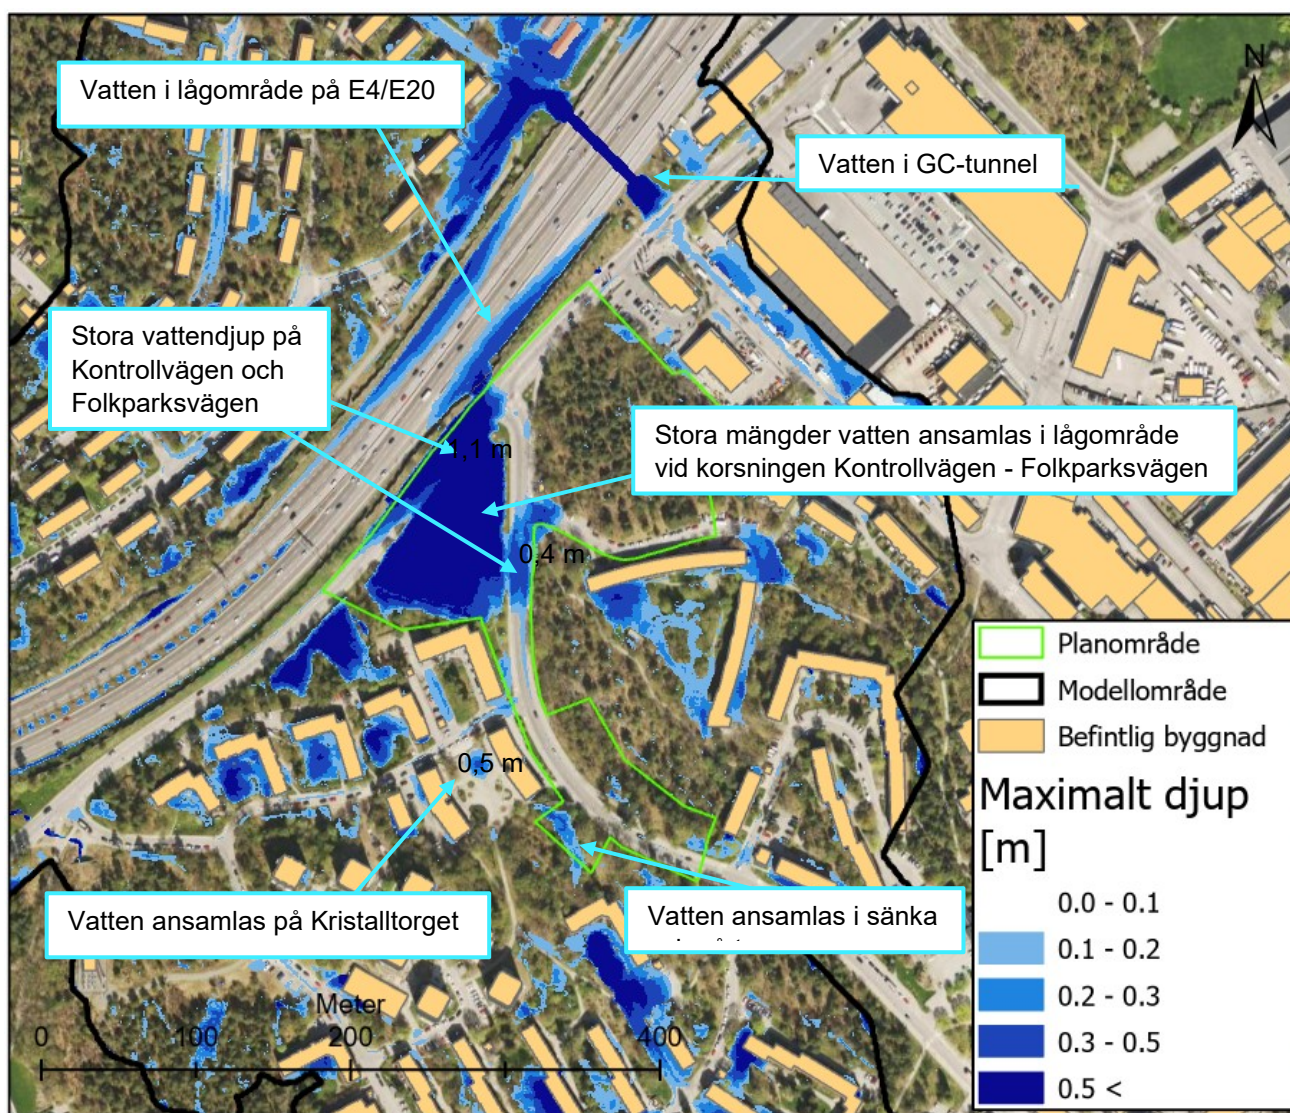 N
Vatten i lågområde på E4/E20
Vatten i GC-tunnel
Stora vattendjup på
Kontrollvägen och
Folkparksvägen
1,1 m
Stora mängder vatten ansamlas i lågområde
vid korsningen Kontrollvägen - Folkparksvägen
0,4 m
0,5 m
Vatten ansamlas på Kristalltorget
Vatten ansamlas i sänka
Planområde
Modellområde
Befintlig byggnad
Maximalt djup
[m]
0.0 - 0.1
0.1 - 0.2
0.2 - 0.3
0.3 - 0.5
0.5 <
Meter
0 100 200 400